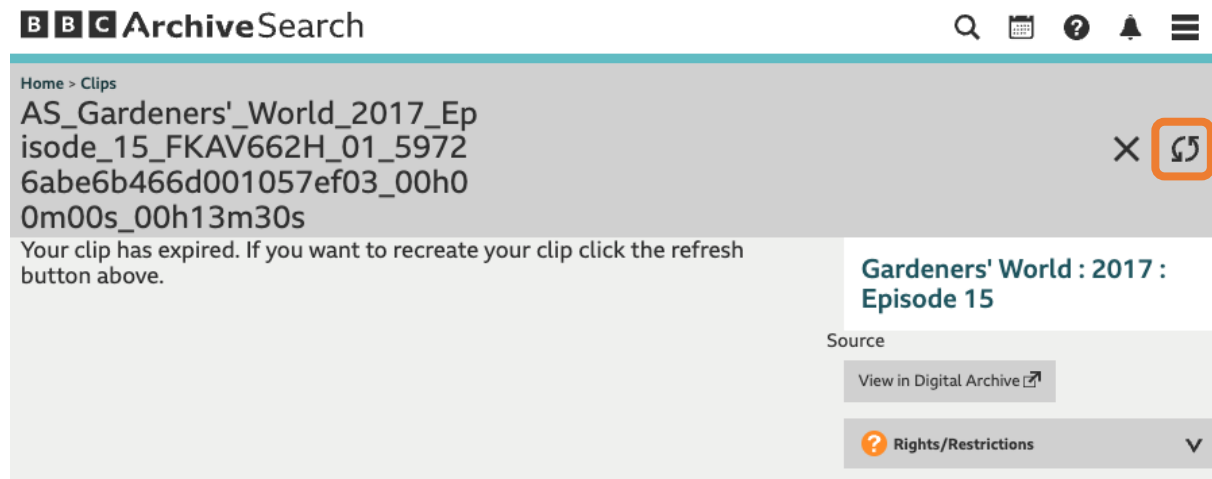 BBC ArchiveSearch
Home > Clips
AS_Gardeners'_World_2017_Ep
isode_15_FKAV662H_01_5972
6abe6b466d001057ef03_00h0
0m00s_00h13m30s
Your clip has expired. If you want to recreate your clip click the refresh
button above.
Gardeners' World : 2017 :
Episode 15
Source
View in Digital Archive
Rights/Restrictions